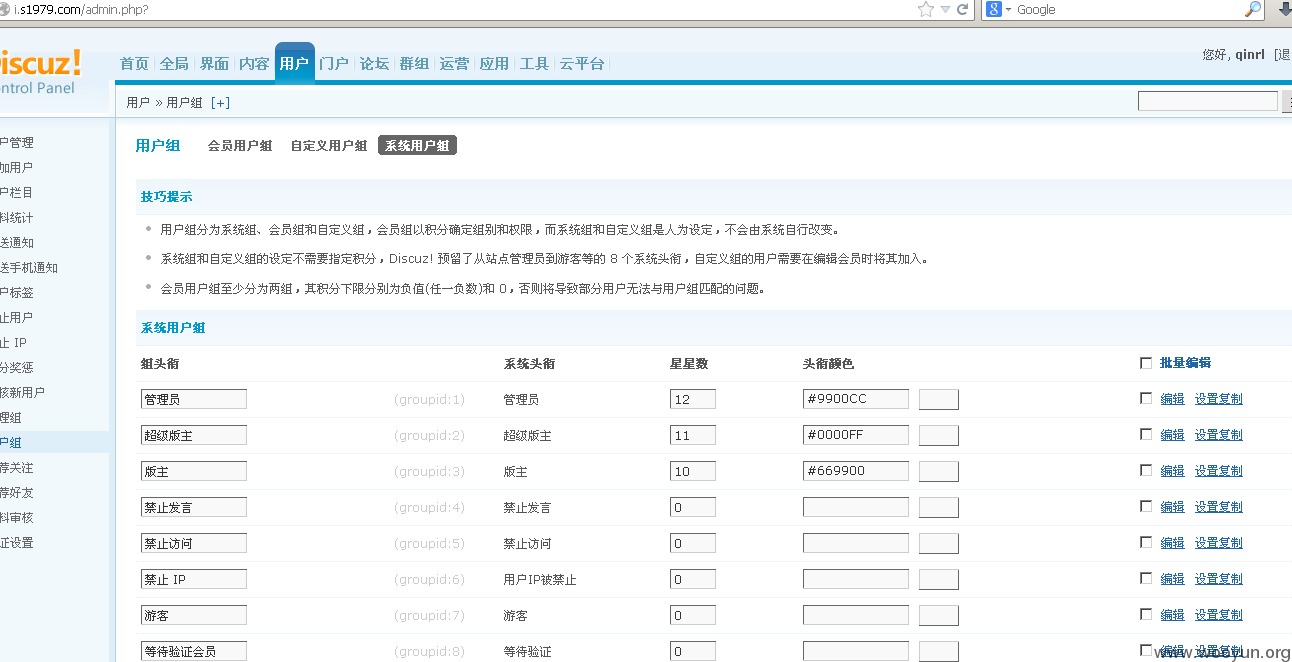 i.s1979.com/admin.php?
Google
iscuz!
ntrol Panel
首页 全局 界面 内容 用户 门户 论坛 群组 运营 应用 工具 云平台
您好, qinrl [退
用户 » 用户组 [+]
户管理
加用户
户栏目
料统计
送通知
送手机通知
户标签
止用户
止 IP
分奖惩
核新用户
理组
户组
荐关注
荐好友
料审核
证设置
用户组 会员用户组 自定义用户组 系统用户组
技巧提示
用户组分为系统组、会员组和自定义组，会员组以积分确定组别和权限，而系统组和自定义组是人为设定，不会由系统自行改变。
系统组和自定义组的设定不需要指定积分，Discuz! 预留了从站点管理员到游客等的 8 个系统头衔，自定义组的用户需要在编辑会员时将其加入。
会员用户组至少分为两组，其积分下限分别为负值(任一负数)和 0，否则将导致部分用户无法与用户组匹配的问题。
系统用户组
组头衔 系统头衔 星星数 头衔颜色 批量编辑
管理员 (groupid:1) 管理员 12 #9900CC 编辑 设置复制
超级版主 (groupid:2) 超级版主 11 #0000FF 编辑 设置复制
版主 (groupid:3) 版主 10 #669900 编辑 设置复制
禁止发言 (groupid:4) 禁止发言 0 编辑 设置复制
禁止访问 (groupid:5) 禁止访问 0 编辑 设置复制
禁止 IP (groupid:6) 用户IP被禁止 0 编辑 设置复制
游客 (groupid:7) 游客 0 编辑 设置复制
等待验证会员 (groupid:8) 等待验证 0 编辑 设置复制
www.wooyun.org